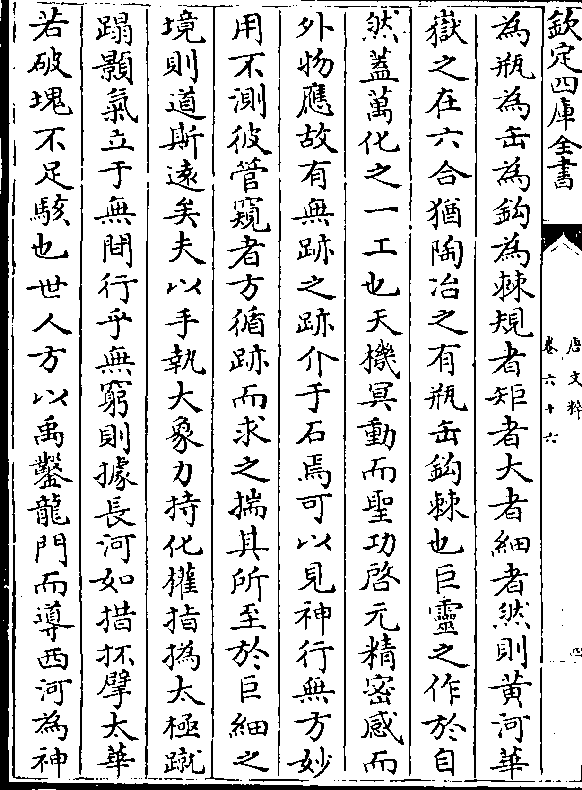 欽定四庫全書
唐文粹
卷六十六
四
為瓶為缶為鈎為棘規者矩者大者細者然則黄河華
嶽之在六合猶陶冶之有瓶缶鈎棘也巨靈之作於自
然蓋萬化之一工也天機冥動而聖功啓元精密感而
外物應故有無跡之跡介于石焉可以見神行無方妙
用不測彼管窺者方循跡而求之揣其所至於巨細之
境則道斯遠矣夫以手執大象力持化權指撝太極蹴
蹋顥氣立于無間行乎無窮則據長河如措抔擘太華
若破塊不足駭也世人方以禹鑿龍門而導西河為神